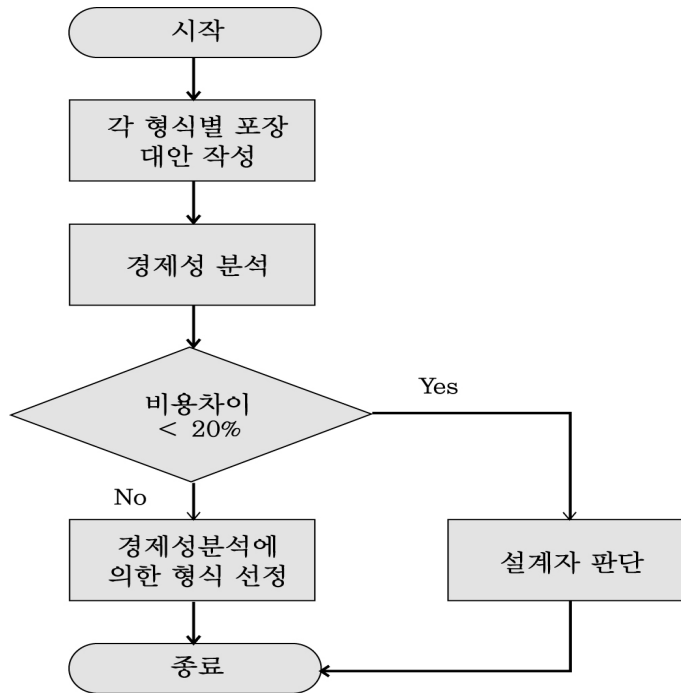 시작
각 형식별 포장
대안 작성
경제성 분석
비용차이
< 20%
Yes
No
경제성분석에
의한 형식 선정
설계자 판단
종료